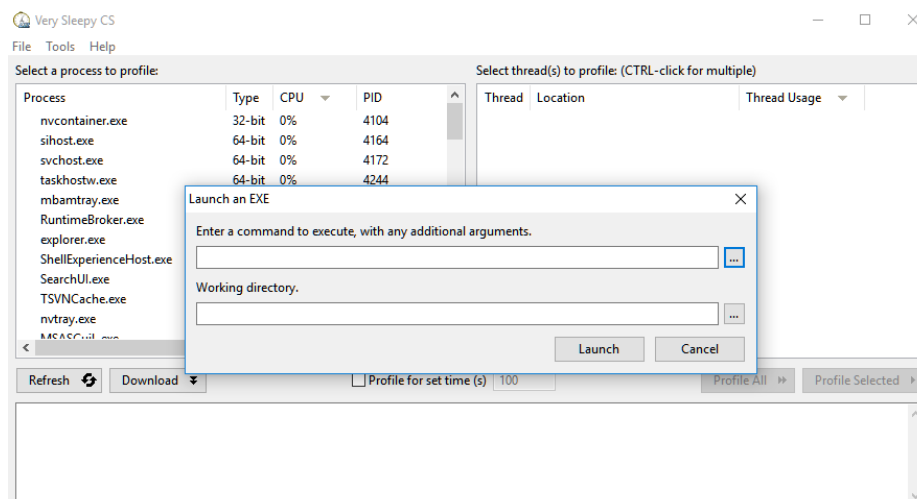 Very Sleepy CS
File Tools Help
Select a process to profile:
Select thread(s) to profile: (CTRL-click for multiple)
Process Type CPU PID
Thread Location Thread Usage
nvcontainer.exe 32-bit 0% 4104
sihost.exe 64-bit 0% 4164
svchost.exe 64-bit 0% 4172
taskhostw.exe 64-bit 0% 4244
mbamtray.exe
RuntimeBroker.exe
explorer.exe
ShellExperienceHost.exe
SearchUI.exe
TSVNCache.exe
nvtray.exe
Launch an EXE
Enter a command to execute, with any additional arguments.
...
Working directory.
...
Launch Cancel
Refresh Download Profile for set time (s) 100 Profile All Profile Selected